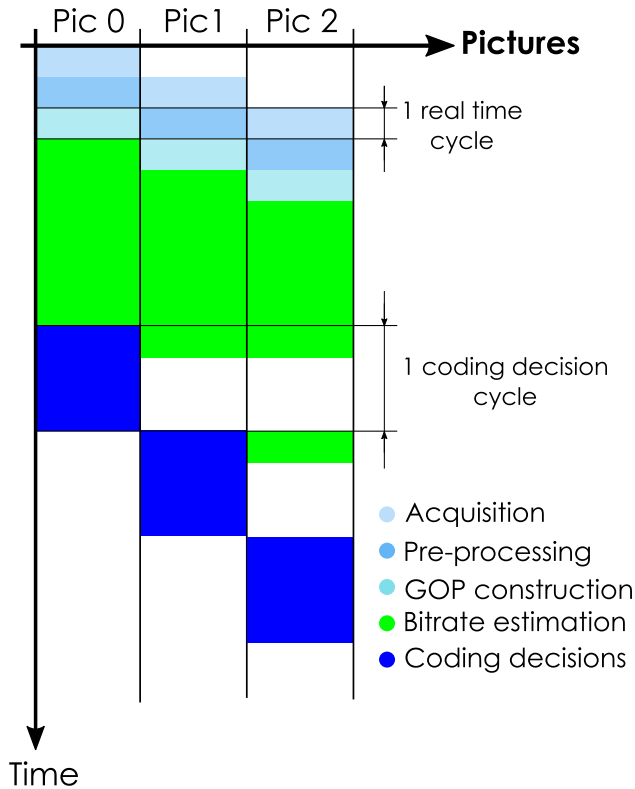 Pic 0 Pic1 Pic 2
Pictures
1 real time
cycle
1 coding decision
cycle
Acquisition
Pre-processing
GOP construction
Bitrate estimation
Coding decisions
Time